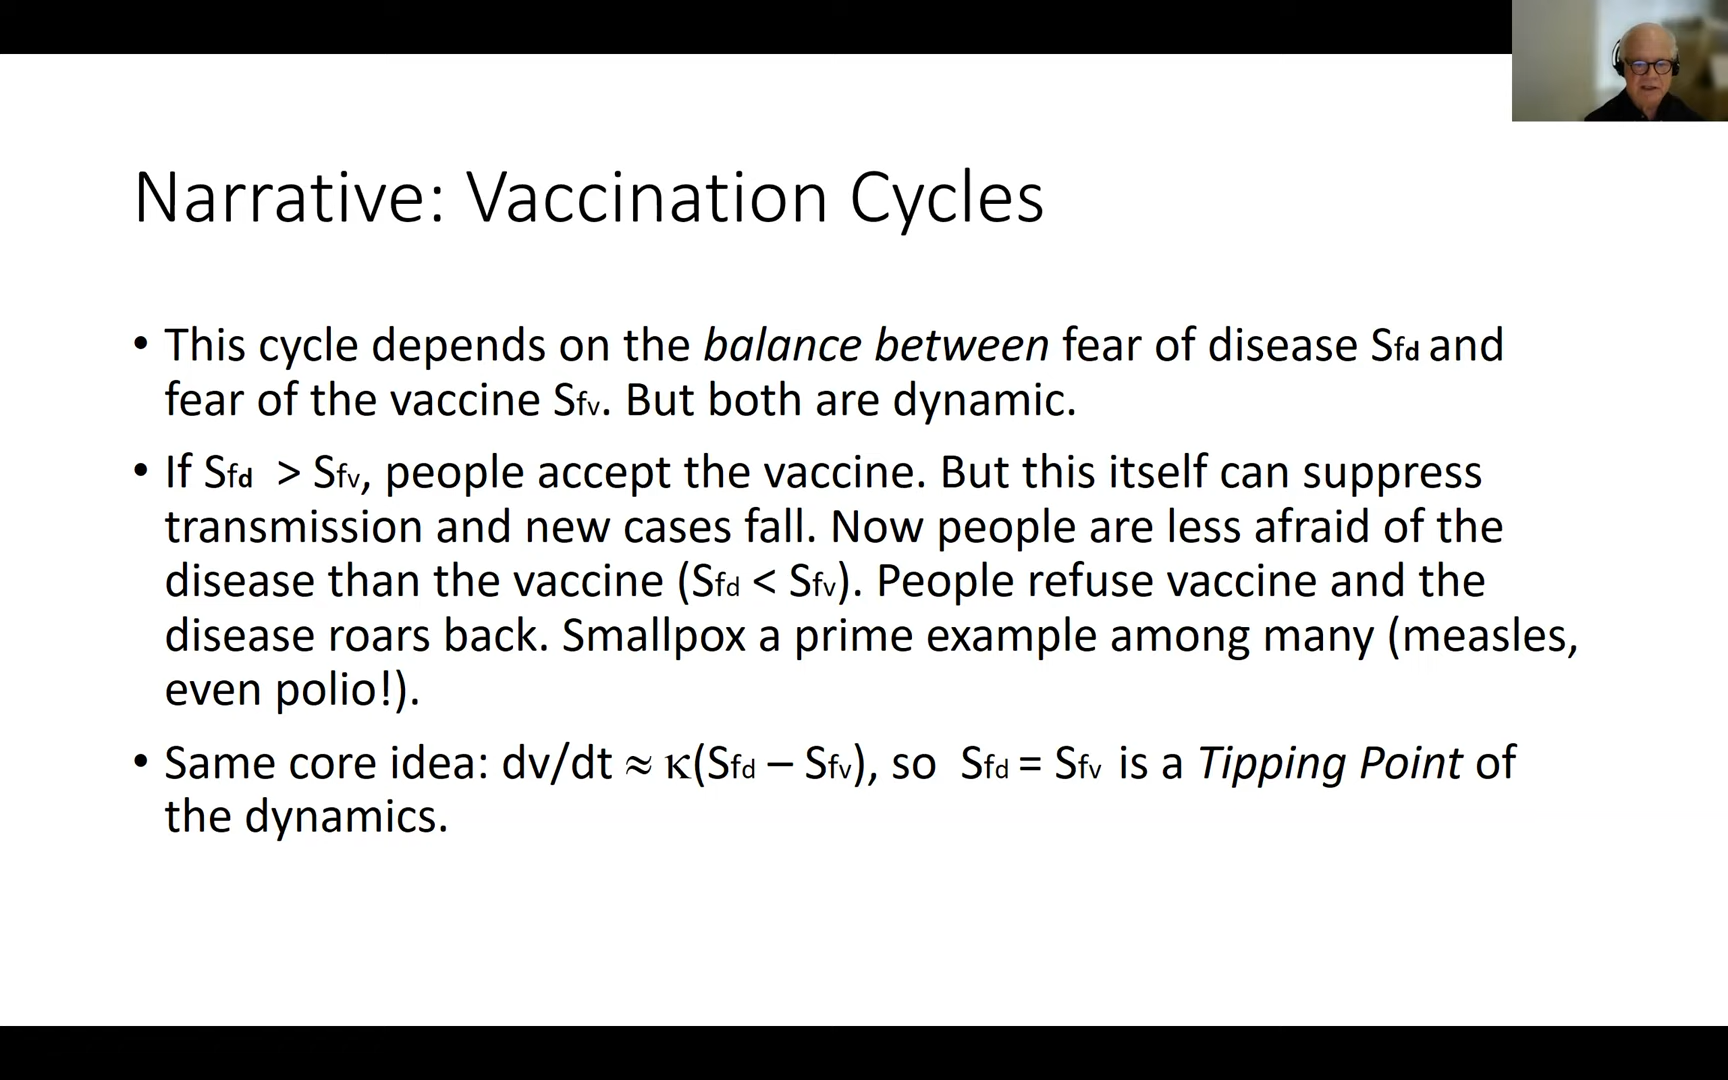 Narrative: Vaccination Cycles
• This cycle depends on the balance between fear of disease Sfd and
fear of the vaccine Sfv. But both are dynamic.
• If Sfd > Sfv, people accept the vaccine. But this itself can suppress
transmission and new cases fall. Now people are less afraid of the
disease than the vaccine (Sfd < Sfv). People refuse vaccine and the
disease roars back. Smallpox a prime example among many (measles,
even polio!).
• Same core idea: dv/dt ≈ κ(Sfd – Sfv), so Sfd = Sfv is a Tipping Point of
the dynamics.